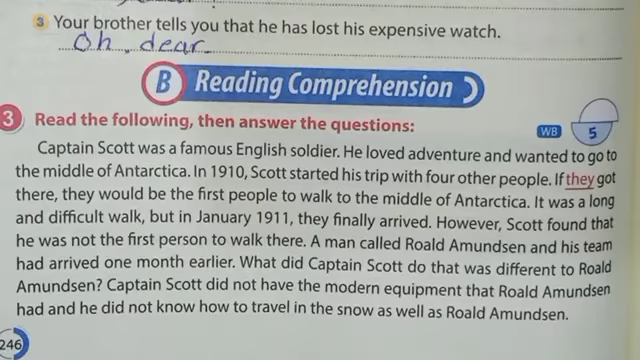 3 Your brother tells you that he has lost his expensive watch.
Oh, dear.
B Reading Comprehension
3 Read the following, then answer the questions:
WB 5
Captain Scott was a famous English soldier. He loved adventure and wanted to go to
the middle of Antarctica. In 1910, Scott started his trip with four other people. If they got
there, they would be the first people to walk to the middle of Antarctica. It was a long
and difficult walk, but in January 1911, they finally arrived. However, Scott found that
he was not the first person to walk there. A man called Roald Amundsen and his team
had arrived one month earlier. What did Captain Scott do that was different to Roald
Amundsen? Captain Scott did not have the modern equipment that Roald Amundsen
had and he did not know how to travel in the snow as well as Roald Amundsen.
246